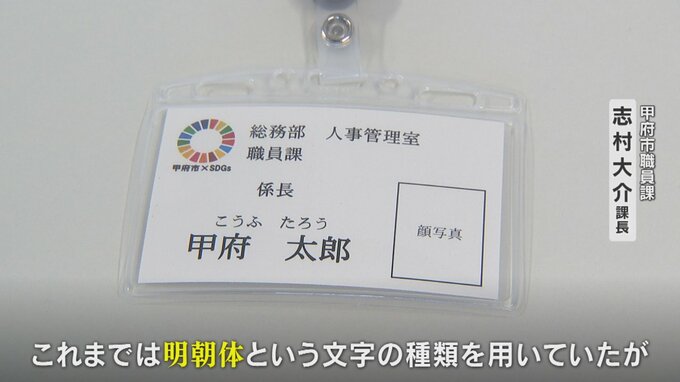 総務部 人事管理室
職員課
甲府市×SDGs
係長
こうふ たろう
甲府 太郎
顔写真
甲府市職員課
志村大介課長
これまでは明朝体という文字の種類を用いていたが